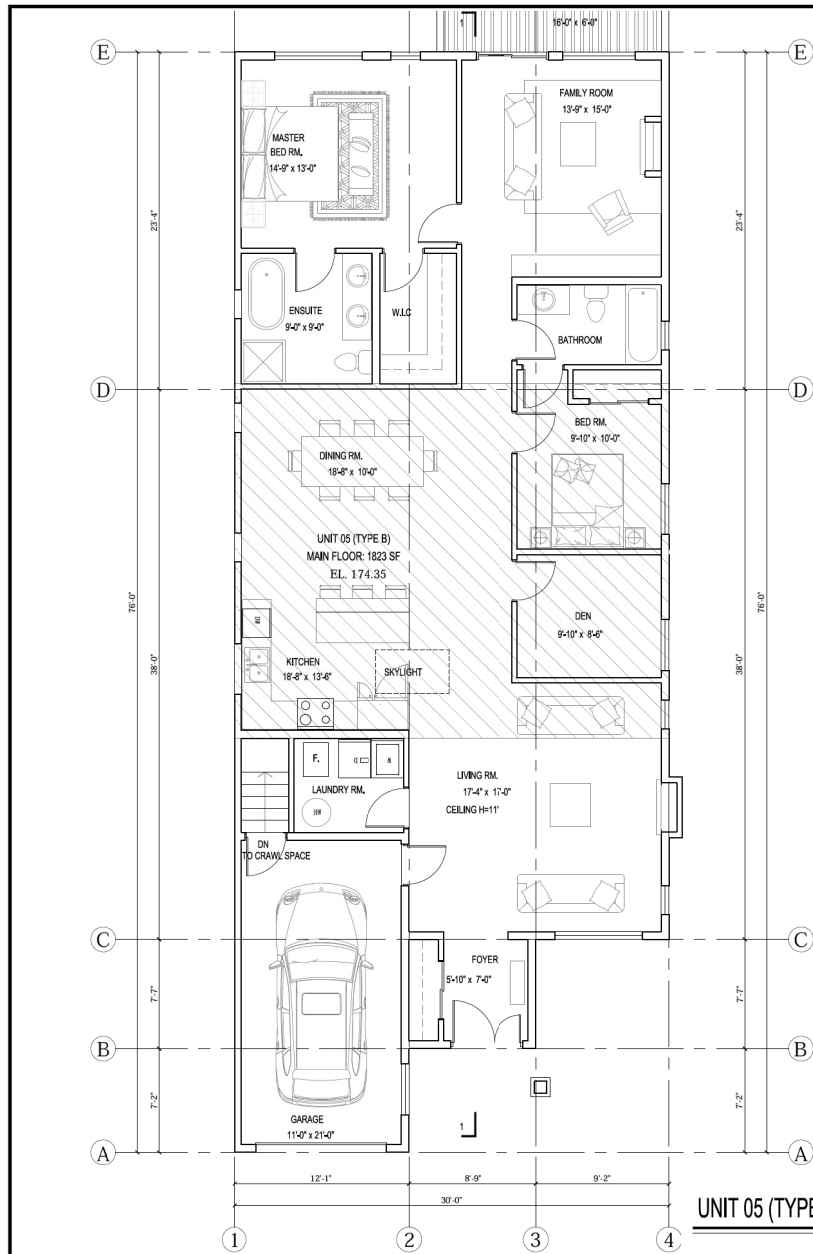 1
16'-0" x 6'-0"
E
E
FAMILY ROOM
13'-9" x 15'-0"
MASTER
BED RM.
14'-9" x 13'-0"
23'-4"
23'-4"
ENSUITE
9'-0" x 9'-0"
W.I.C
BATHROOM
D
D
BED RM.
9'-10" x 10'-0"
DINING RM.
18'-8" x 10'-0"
UNIT 05 (TYPE B)
MAIN FLOOR: 1823 SF
EL. 174.35
76'-0"
76'-0"
DW
DEN
9'-10" x 8'-6"
38'-0"
38'-0"
KITCHEN
18'-8" x 13'-6"
SKYLIGHT
F.
D
W
LAUNDRY RM.
HW
LIVING RM.
17'-4" x 17'-0"
CEILING H=11'
DN
TO CRAWL SPACE
C
C
FOYER
5'-10" x 7'-0"
7'-7"
7'-7"
B
B
7'-2"
7'-2"
GARAGE
11'-0" x 21'-0"
1
A
A
12'-1"
8'-9"
9'-2"
30'-0"
UNIT 05 (TYPE
1
2
3
4